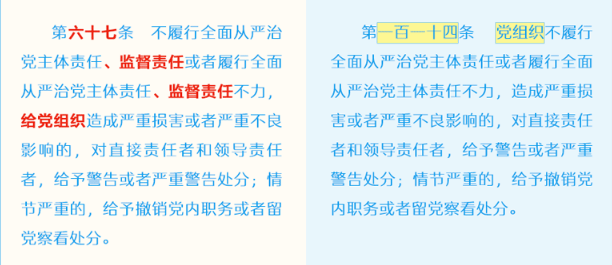 第六十七条　不履行全面从严治
党主体责任、监督责任或者履行全面
从严治党主体责任、监督责任不力，
给党组织造成严重损害或者严重不良
影响的，对直接责任者和领导责任
者，给予警告或者严重警告处分；情
节严重的，给予撤销党内职务或者留
党察看处分。
第一百一十四条　党组织不履行
全面从严治党主体责任或者履行全面
从严治党主体责任不力，造成严重损
害或者严重不良影响的，对直接责任
者和领导责任者，给予警告或者严重
警告处分；情节严重的，给予撤销党
内职务或者留党察看处分。